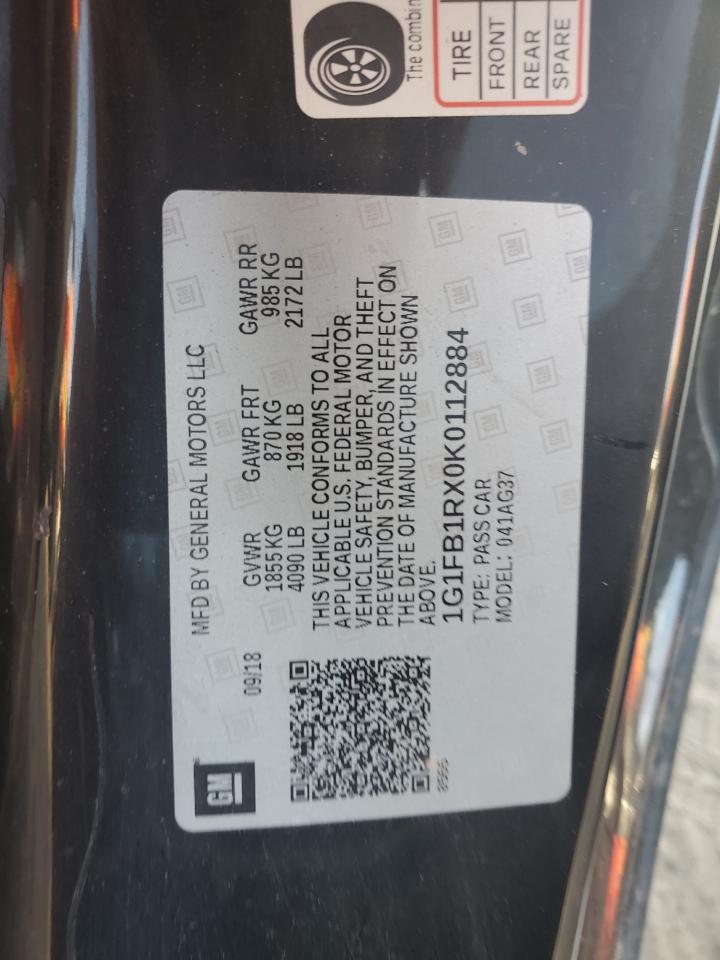 GM
MFD BY GENERAL MOTORS LLC
09/18
GVWR GAWR FRT GAWR RR
1855 KG 870 KG 985 KG
4090 LB 1918 LB 2172 LB
THIS VEHICLE CONFORMS TO ALL
APPLICABLE U.S. FEDERAL MOTOR
VEHICLE SAFETY, BUMPER, AND THEFT
PREVENTION STANDARDS IN EFFECT ON
THE DATE OF MANUFACTURE SHOWN
ABOVE.
1G1FB1RX0K0112884
TYPE: PASS CAR
MODEL: 041AG37
The combin
TIRE
FRONT
REAR
SPARE